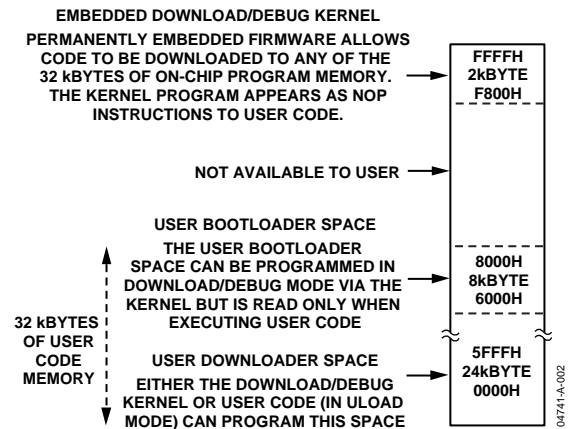 EMBEDDED DOWNLOAD/DEBUG KERNEL
PERMANENTLY EMBEDDED FIRMWARE ALLOWS
CODE TO BE DOWNLOADED TO ANY OF THE
32 kBYTES OF ON-CHIP PROGRAM MEMORY.
THE KERNEL PROGRAM APPEARS AS NOP
INSTRUCTIONS TO USER CODE.
FFFFH
2kBYTE
F800H
NOT AVAILABLE TO USER
USER BOOTLOADER SPACE
THE USER BOOTLOADER
SPACE CAN BE PROGRAMMED IN
DOWNLOAD/DEBUG MODE VIA THE
KERNEL BUT IS READ ONLY WHEN
EXECUTING USER CODE
8000H
8kBYTE
6000H
32 kBYTES
OF USER
CODE
MEMORY
USER DOWNLOADER SPACE
EITHER THE DOWNLOAD/DEBUG
KERNEL OR USER CODE (IN ULOAD
MODE) CAN PROGRAM THIS SPACE
5FFFH
24kBYTE
0000H
04741-A-002